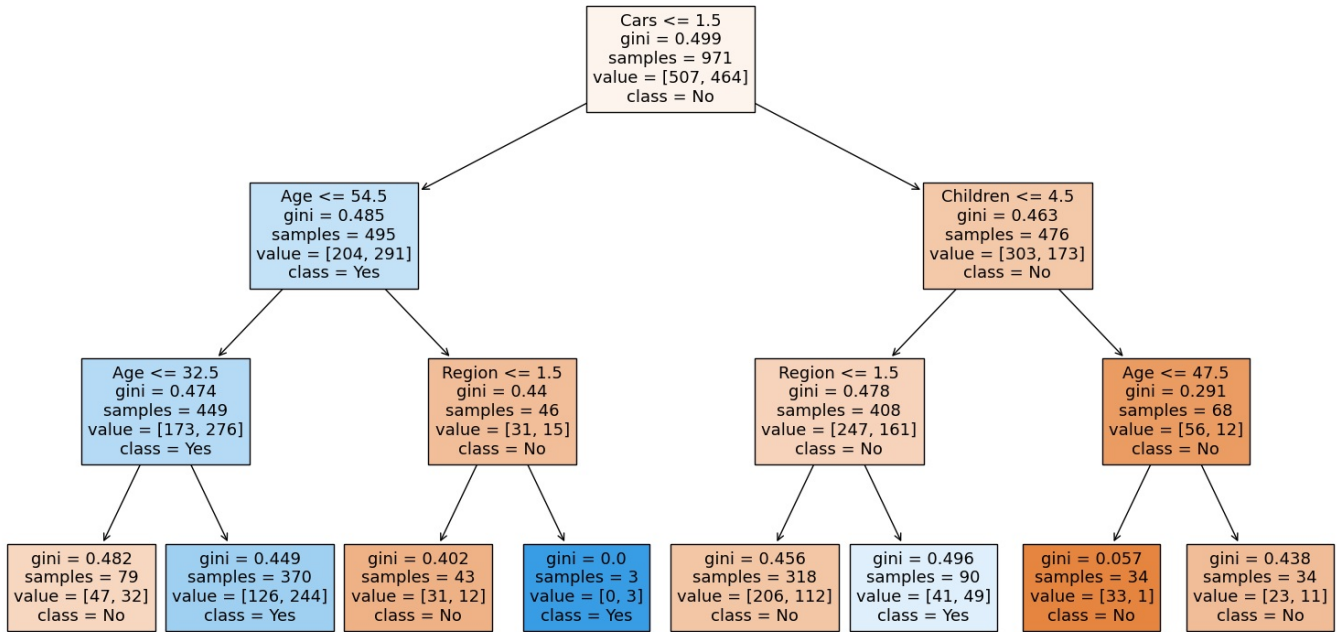 Cars <= 1.5
gini = 0.499
samples = 971
value = [507, 464]
class = No
Age <= 54.5
gini = 0.485
samples = 495
value = [204, 291]
class = Yes
Children <= 4.5
gini = 0.463
samples = 476
value = [303, 173]
class = No
Age <= 32.5
gini = 0.474
samples = 449
value = [173, 276]
class = Yes
Region <= 1.5
gini = 0.44
samples = 46
value = [31, 15]
class = No
Region <= 1.5
gini = 0.478
samples = 408
value = [247, 161]
class = No
Age <= 47.5
gini = 0.291
samples = 68
value = [56, 12]
class = No
gini = 0.482
samples = 79
value = [47, 32]
class = No
gini = 0.449
samples = 370
value = [126, 244]
class = Yes
gini = 0.402
samples = 43
value = [31, 12]
class = No
gini = 0.0
samples = 3
value = [0, 3]
class = Yes
gini = 0.456
samples = 318
value = [206, 112]
class = No
gini = 0.496
samples = 90
value = [41, 49]
class = Yes
gini = 0.057
samples = 34
value = [33, 1]
class = No
gini = 0.438
samples = 34
value = [23, 11]
class = No